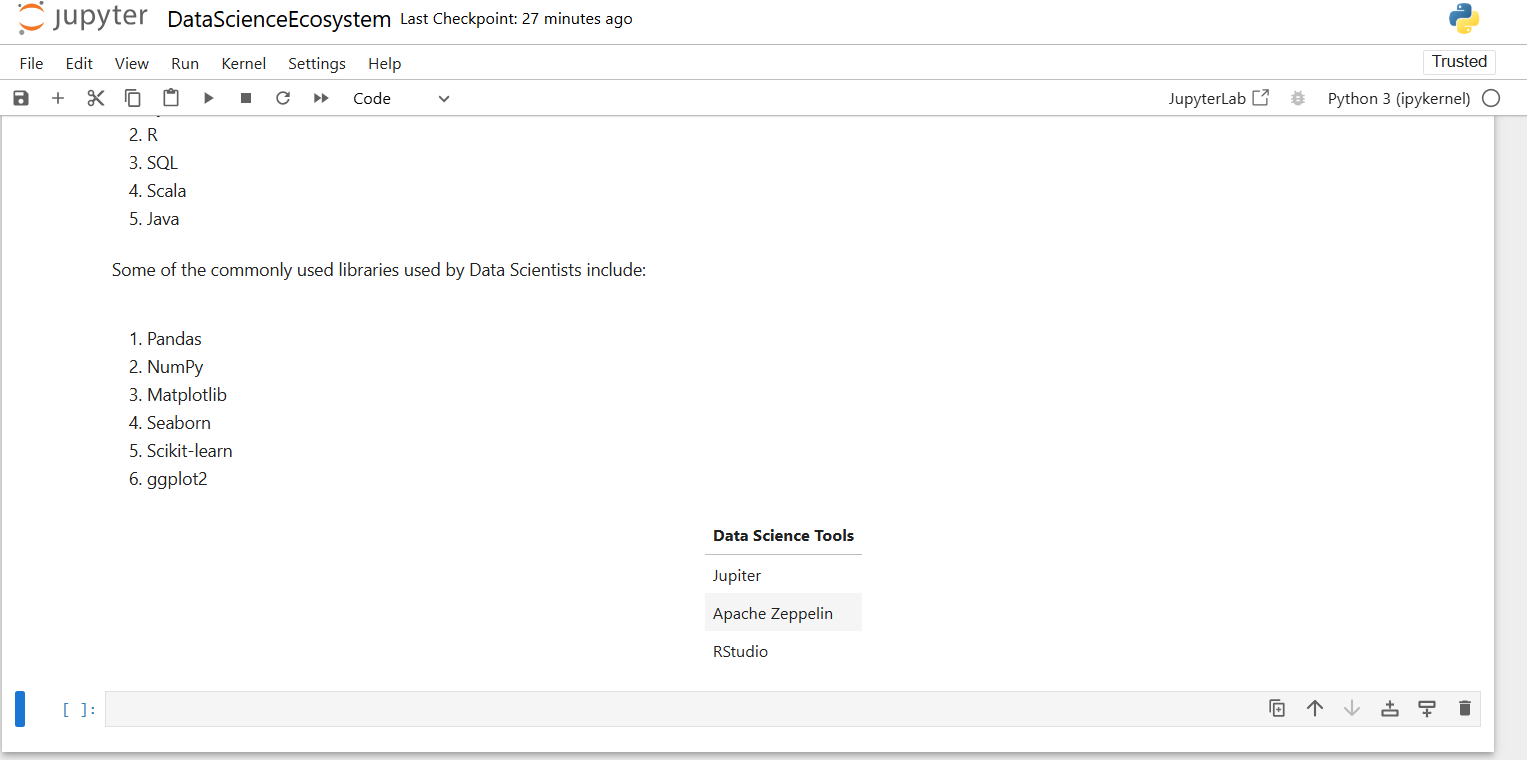 jupyter DataScienceEcosystem Last Checkpoint: 27 minutes ago
File Edit View Run Kernel Settings Help Trusted
Code JupyterLab Python 3 (ipykernel)
2. R
3. SQL
4. Scala
5. Java
Some of the commonly used libraries used by Data Scientists include:
1. Pandas
2. NumPy
3. Matplotlib
4. Seaborn
5. Scikit-learn
6. ggplot2
Data Science Tools
Jupiter
Apache Zeppelin
RStudio
[ ]: